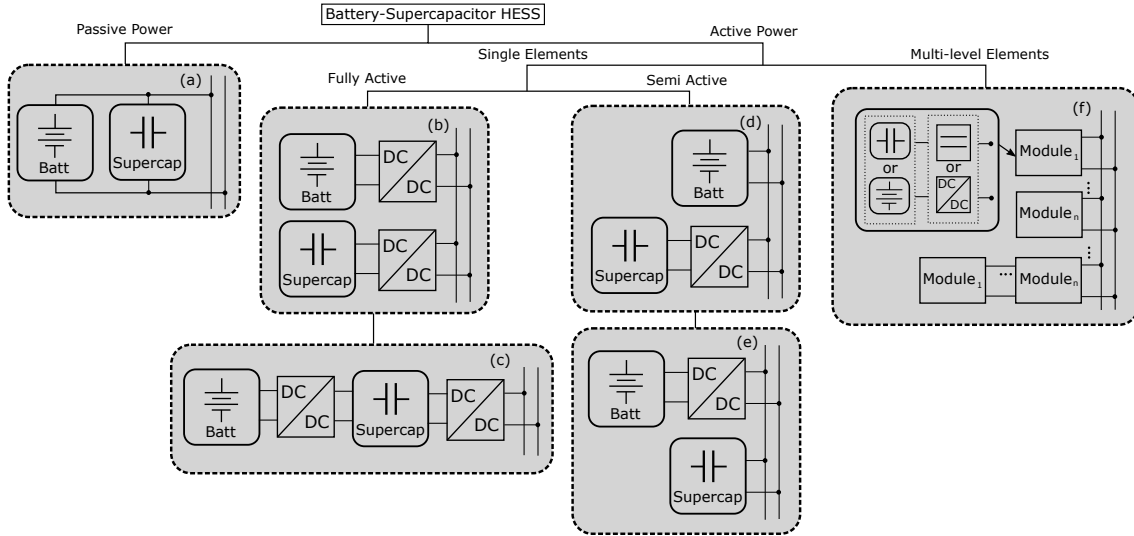 Battery-Supercapacitor HESS
Passive Power
Active Power
Single Elements
Multi-level Elements
Fully Active
Semi Active
(a)
Batt
Supercap
(b)
Batt
DC
DC
Supercap
DC
DC
(c)
Batt
DC
DC
Supercap
DC
DC
(d)
Batt
Supercap
DC
DC
(e)
Batt
DC
DC
Supercap
(f)
or
or
DC
DC
Module1
Modulen
Module1
Modulen